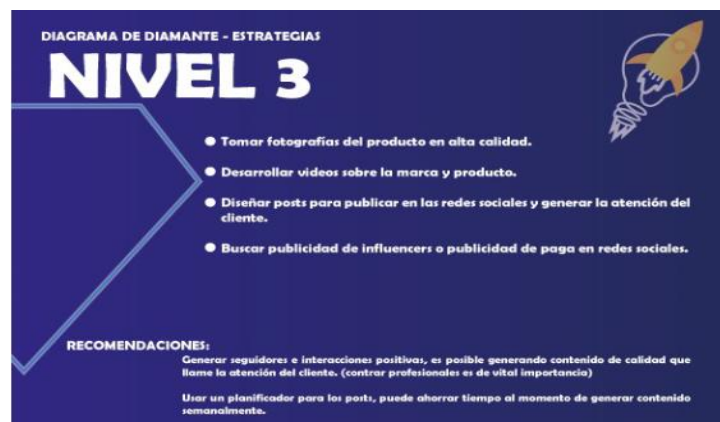 DIAGRAMA DE DIAMANTE - ESTRATEGIAS
NIVEL 3
● Tomar fotografías del producto en alta calidad.
● Desarrollar videos sobre la marca y producto.
● Diseñar posts para publicar en las redes sociales y generar la atención del
cliente.
● Buscar publicidad de influencers o publicidad de paga en redes sociales.
RECOMENDACIONES:
Generar seguidores e interacciones positivas, es posible generando contenido de calidad que
llame la atención del cliente. (contrar profesionales es de vital importancia)
Usar un planificador para los posts, puede ahorrar tiempo al momento de generar contenido
semanalmente.